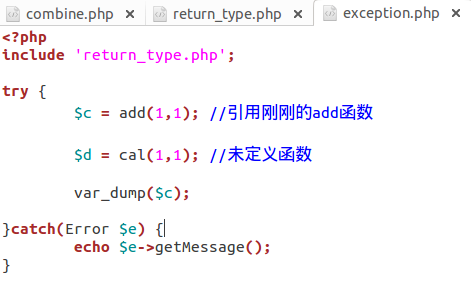 combine.php × return_type.php × exception.php ×
<?php
include 'return_type.php';
try {
$c = add(1,1); //引用刚刚的add函数
$d = cal(1,1); //未定义函数
var_dump($c);
}catch(Error $e) {
echo $e->getMessage();
}